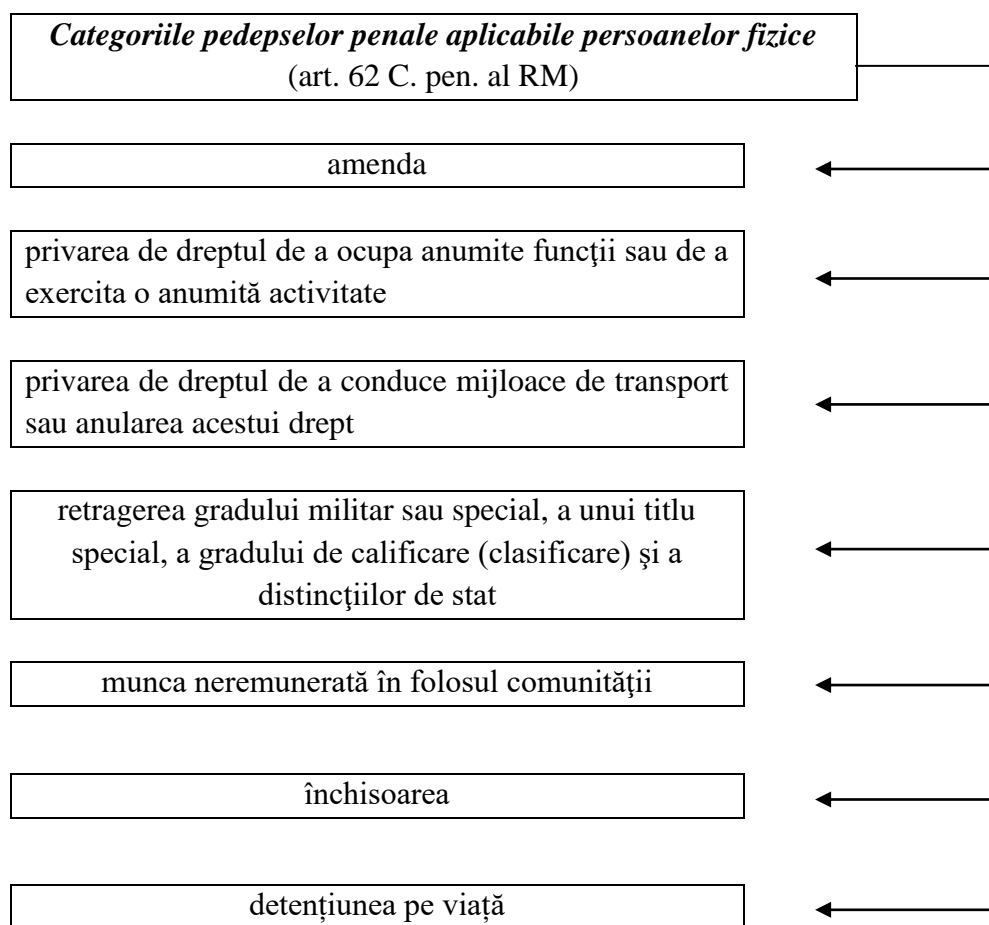 Categoriile pedepselor penale aplicabile persoanelor fizice
(art. 62 C. pen. al RM)
amenda
privarea de dreptul de a ocupa anumite funcţii sau de a
exercita o anumită activitate
privarea de dreptul de a conduce mijloace de transport
sau anularea acestui drept
retragerea gradului militar sau special, a unui titlu
special, a gradului de calificare (clasificare) şi a
distincţiilor de stat
munca neremunerată în folosul comunităţii
închisoarea
detențiunea pe viață